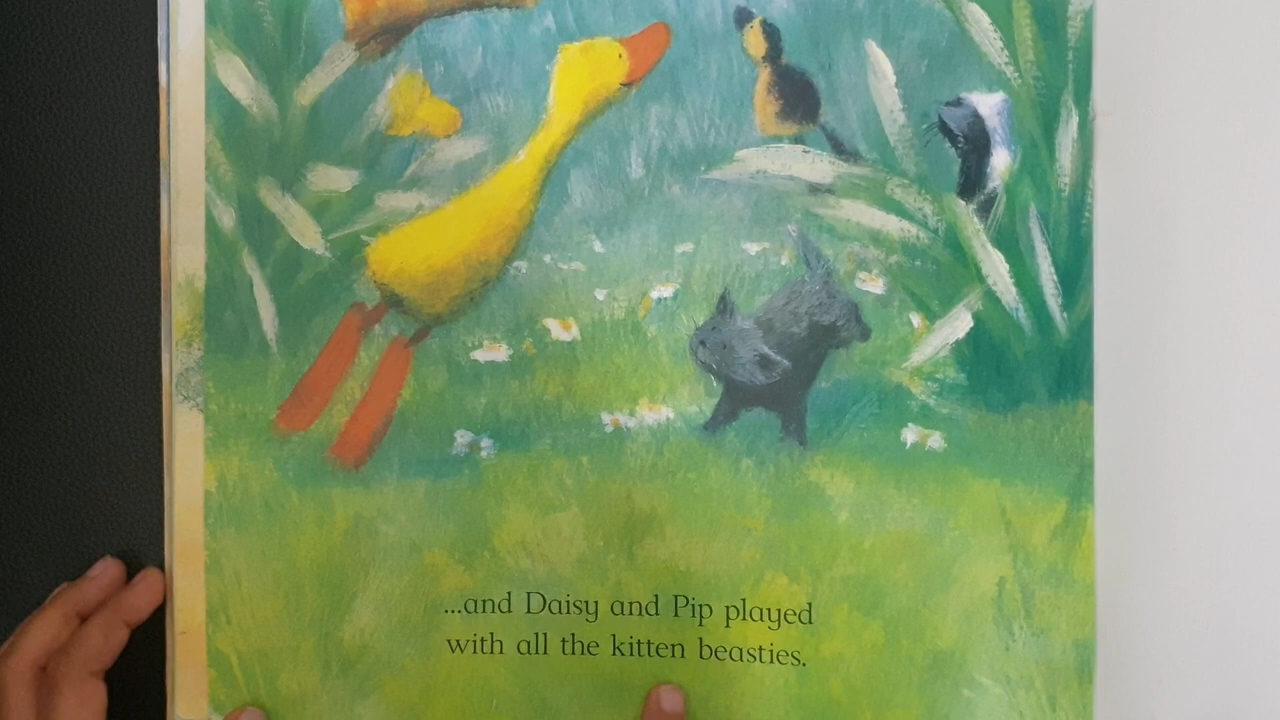 ...and Daisy and Pip played
with all the kitten beasties.